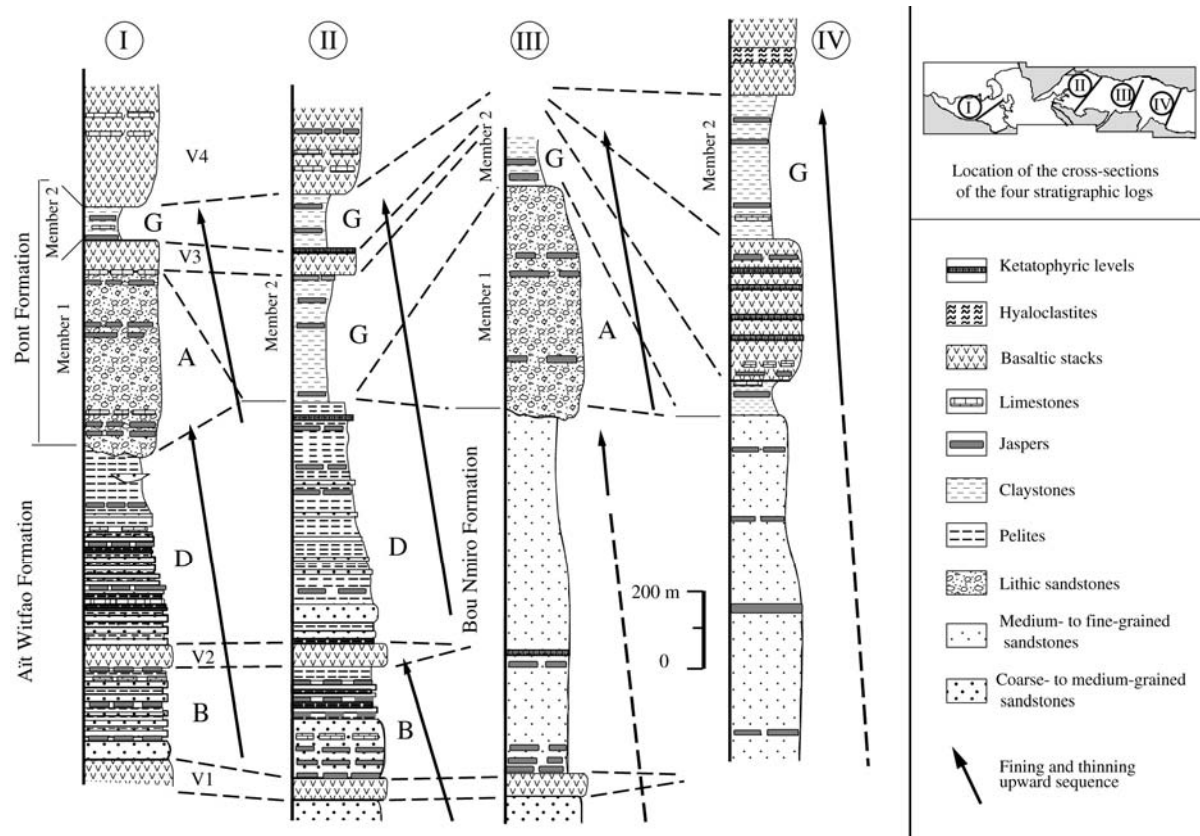 I
II
III
IV
V4
Member 2
G
V3
Pont Formation
Member 1
A
Aït Witfao Formation
D
V2
B
V1
G
Member 2
G
D
B
Bou Nmiro Formation
Member 2
G
Member 1
A
200 m
0
Member 2
G
I
II
III
IV
Location of the cross-sections
of the four stratigraphic logs
Ketatophyric levels
Hyaloclastites
Basaltic stacks
Limestones
Jaspers
Claystones
Pelites
Lithic sandstones
Medium- to fine-grained
sandstones
Coarse- to medium-grained
sandstones
Fining and thinning
upward sequence